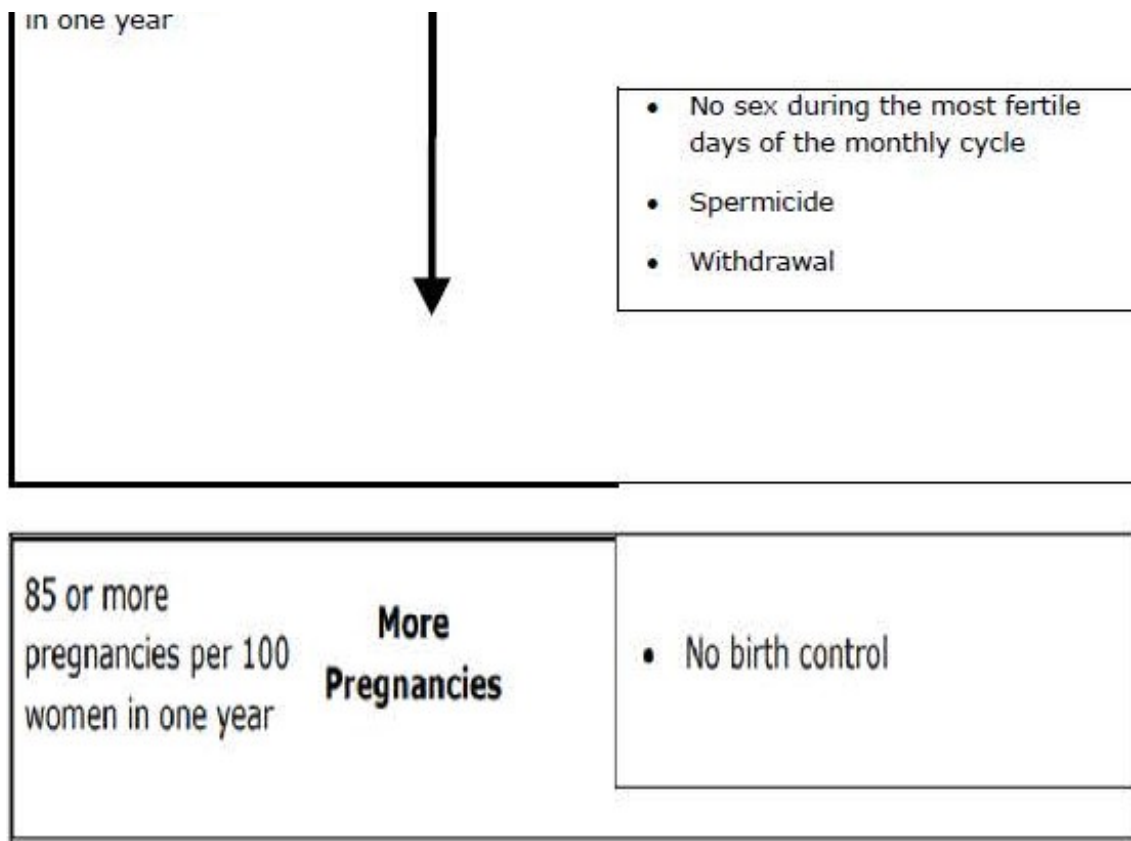 in one year
• No sex during the most fertile
days of the monthly cycle
• Spermicide
• Withdrawal
85 or more
pregnancies per 100
women in one year
More
Pregnancies
• No birth control